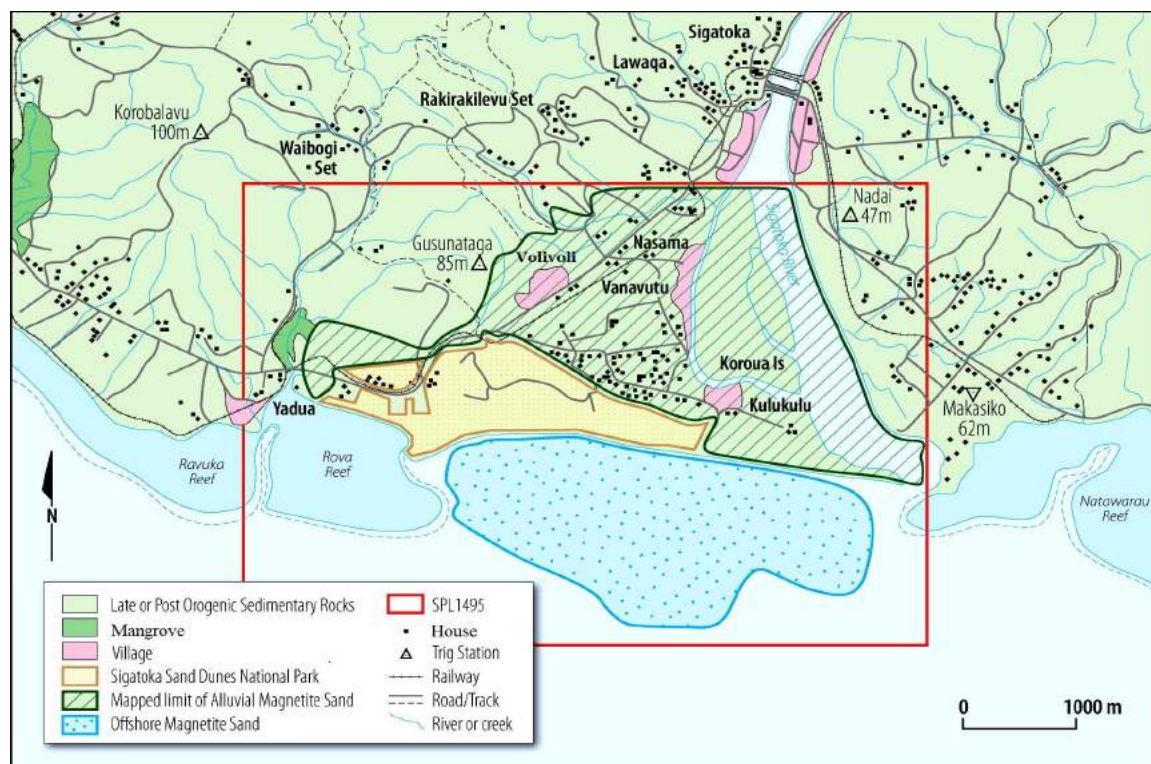 Sigatoka
Lawaqa
Korobalavu
100m
Rakirakilevu Set
Waibogi
Set
Nadai
47m
Sigatoka River
Gusunataga
85m
Volivoli
Nasama
Vanavutu
Koroua Is
Kulukulu
Makasiko
62m
Yadua
Ravuka
Reef
Rova
Reef
Natawarau
Reef
N
Late or Post Orogenic Sedimentary Rocks
Mangrove
Village
Sigatoka Sand Dunes National Park
Mapped limit of Alluvial Magnetite Sand
Offshore Magnetite Sand
SPL1495
House
Trig Station
Railway
Road/Track
River or creek
0 1000 m